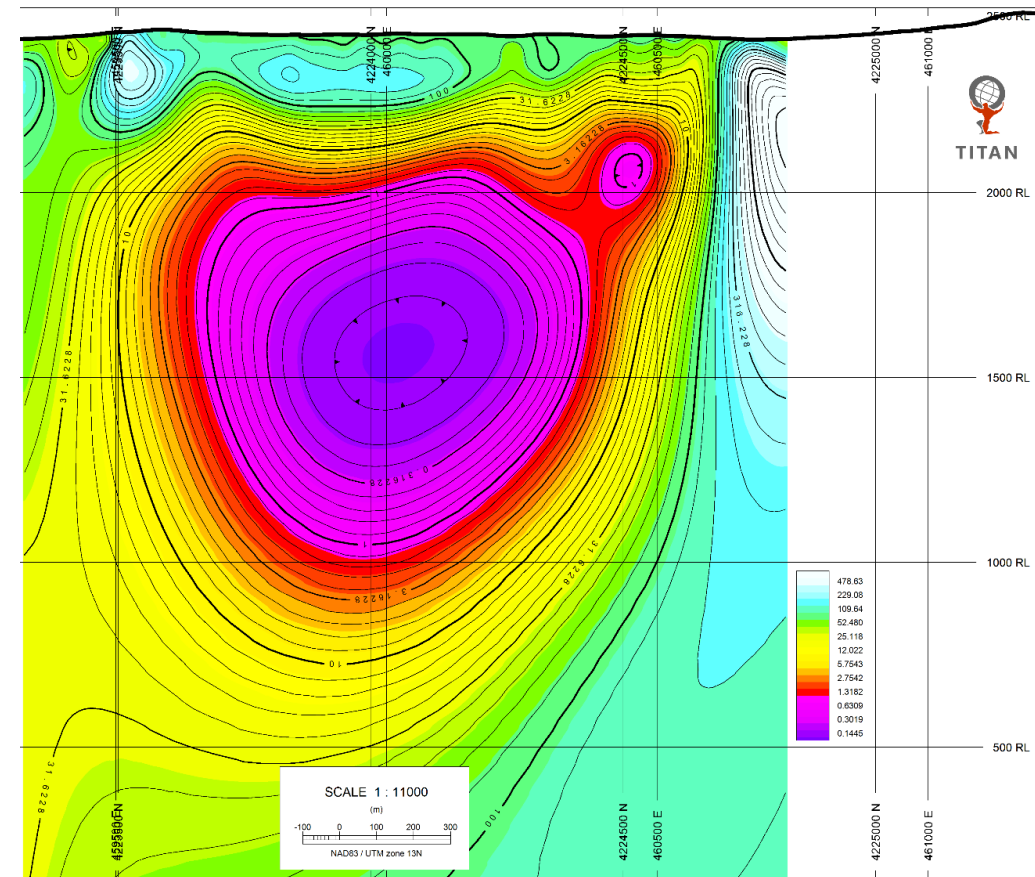 2500 RL
4224000 N
460000 E
4224500 N
460500 E
4225000 N
461000 E
TITAN
100
31.6228
3.16228
10
1
10
316.228
2000 RL
31.6228
1500 RL
0.316228
1
31.6228
3.16228
1000 RL
10
478.63
229.08
109.64
52.480
25.118
12.022
5.7543
2.7542
1.3182
0.6309
0.3019
0.1445
500 RL
31.6228
100
SCALE 1 : 11000
(m)
-100 0 100 200 300
NAD83 / UTM zone 13N
4224500 N
460500 E
4225000 N
461000 E